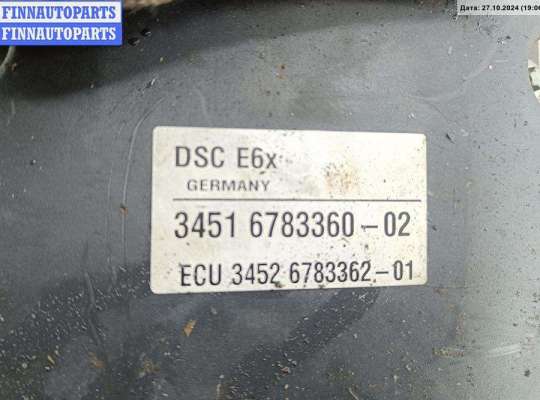 FINNAUTOPARTS
FINNAUTOPARTS
Дата: 27.10.2024 (19:06
DSC E6x
GERMANY
3451 6783360-02
ECU 3452 6783362-01